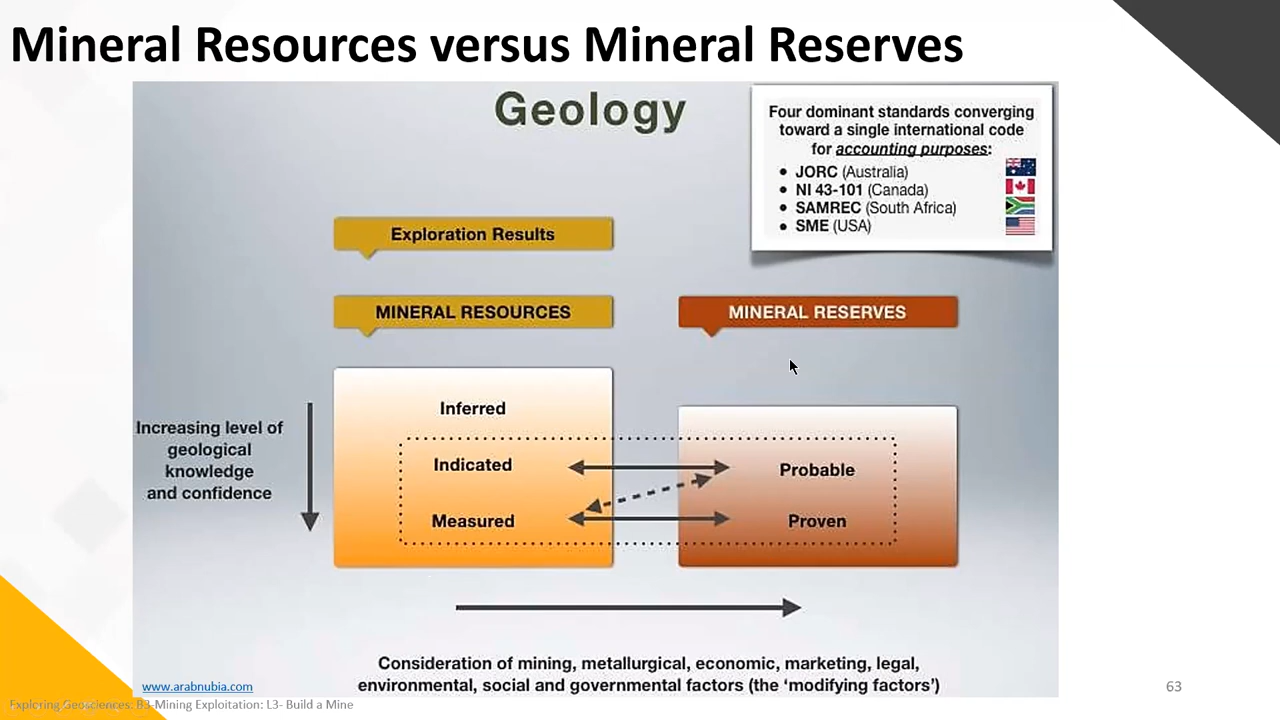 Mineral Resources versus Mineral Reserves
Geology
Four dominant standards converging
toward a single international code
for accounting purposes:
• JORC (Australia)
• NI 43-101 (Canada)
• SAMREC (South Africa)
• SME (USA)
Exploration Results
MINERAL RESOURCES
MINERAL RESERVES
Increasing level of
geological
knowledge
and confidence
Inferred
Indicated
Measured
Probable
Proven
Consideration of mining, metallurgical, economic, marketing, legal,
environmental, social and governmental factors (the ‘modifying factors’)
www.arabnubia.com
63
Exploring Geosciences: B3-Mining Exploitation: L3- Build a Mine